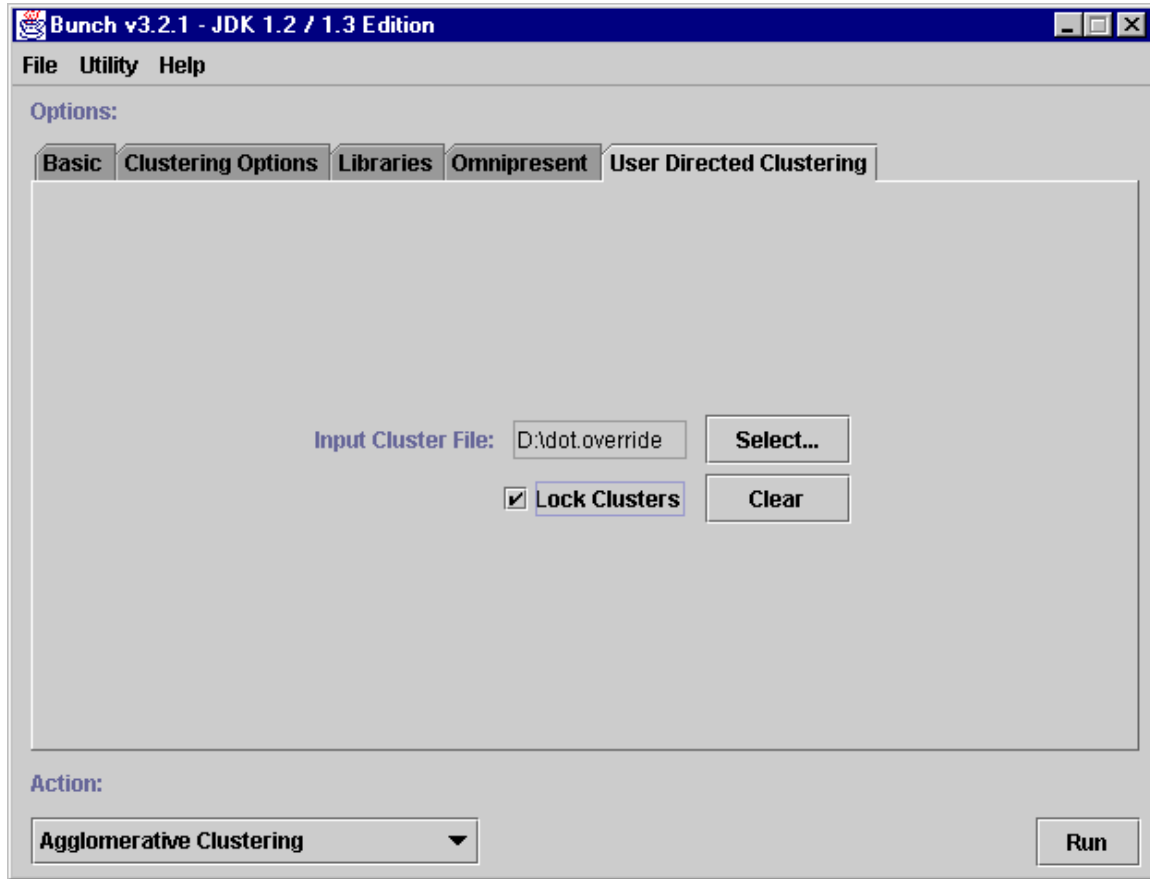 Bunch v3.2.1 - JDK 1.2 / 1.3 Edition
File Utility Help
Options:
Basic Clustering Options Libraries Omnipresent User Directed Clustering
Input Cluster File: D:\dot.override Select...
Lock Clusters Clear
Action:
Agglomerative Clustering Run